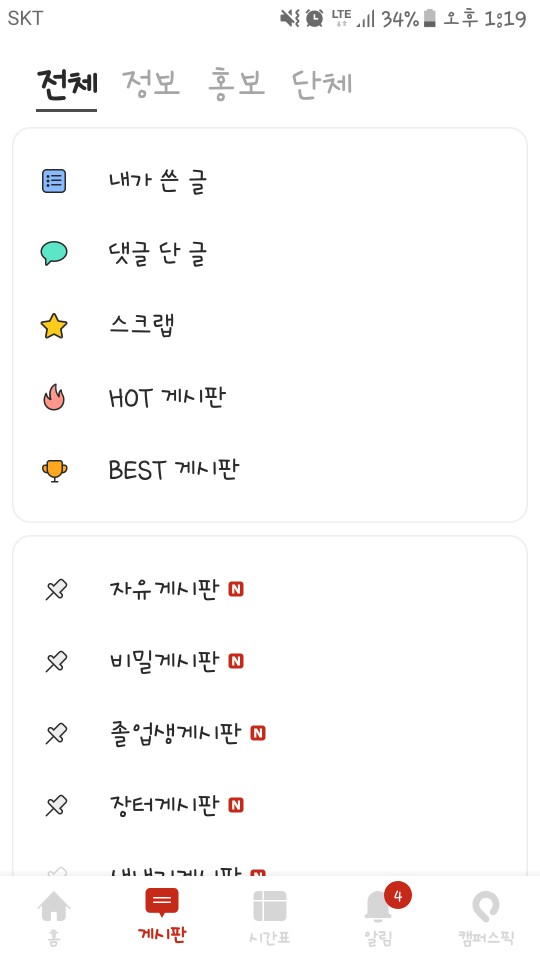 SKT LTE 34% 오후 1:19
전체 정보 홍보 단체
내가 쓴 글
댓글 단 글
스크랩
HOT 게시판
BEST 게시판
자유게시판 N
비밀게시판 N
졸업생게시판 N
장터게시판 N
4
홈 게시판 시간표 알림 캠퍼스픽